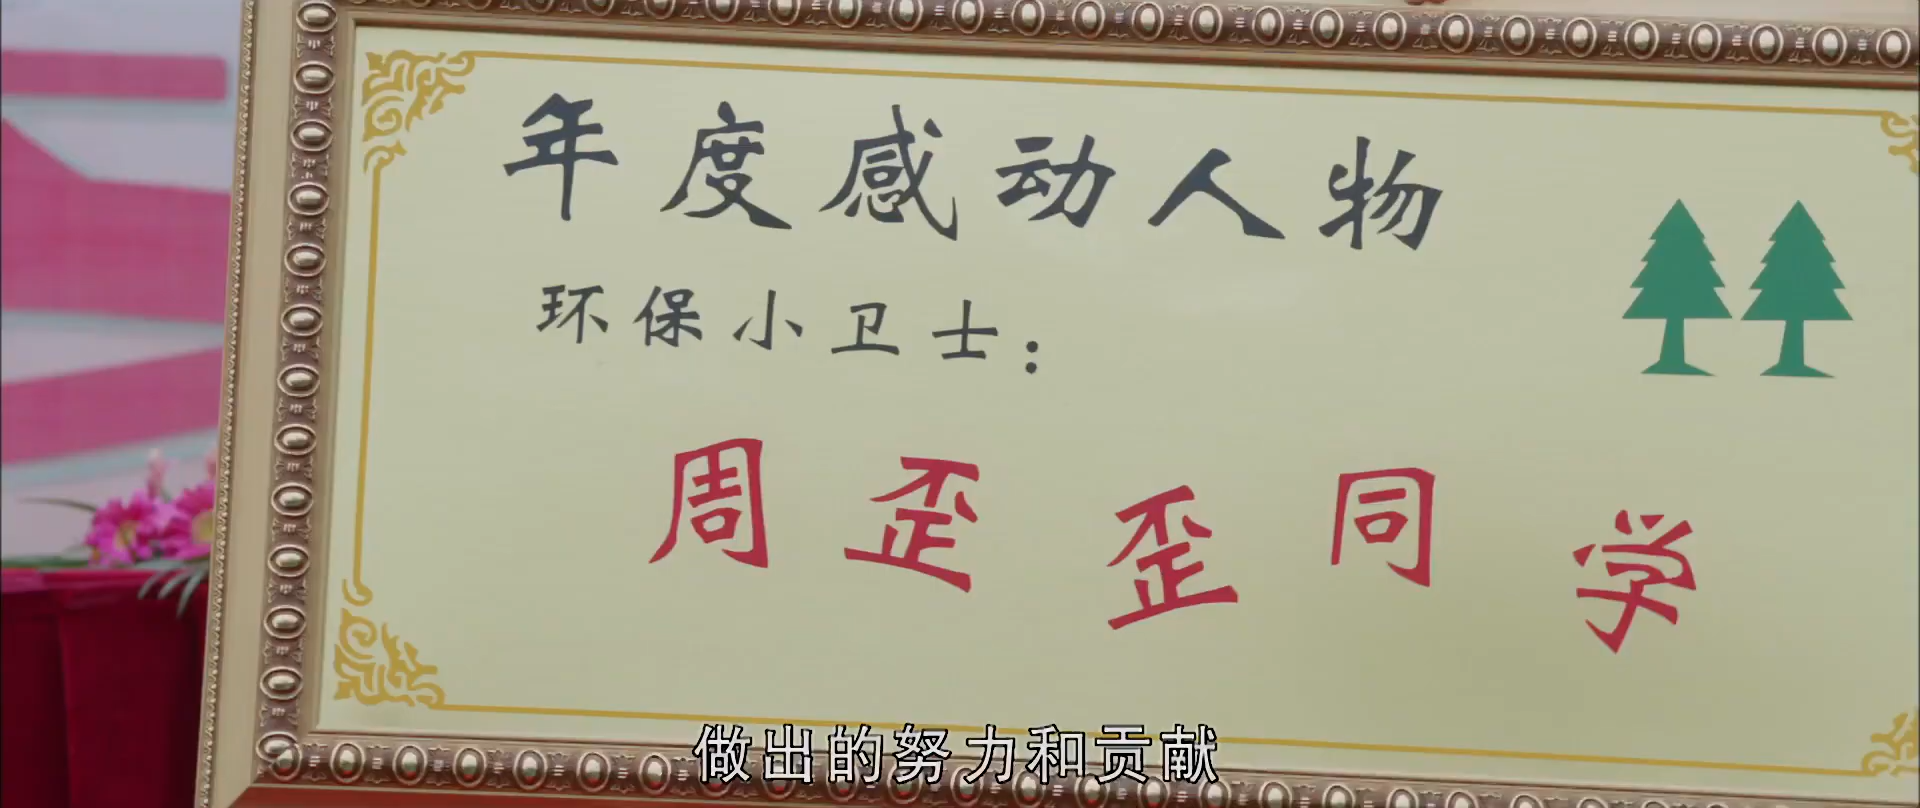 年度感动人物
环保小卫士：
周歪歪同学
做出的努力和贡献